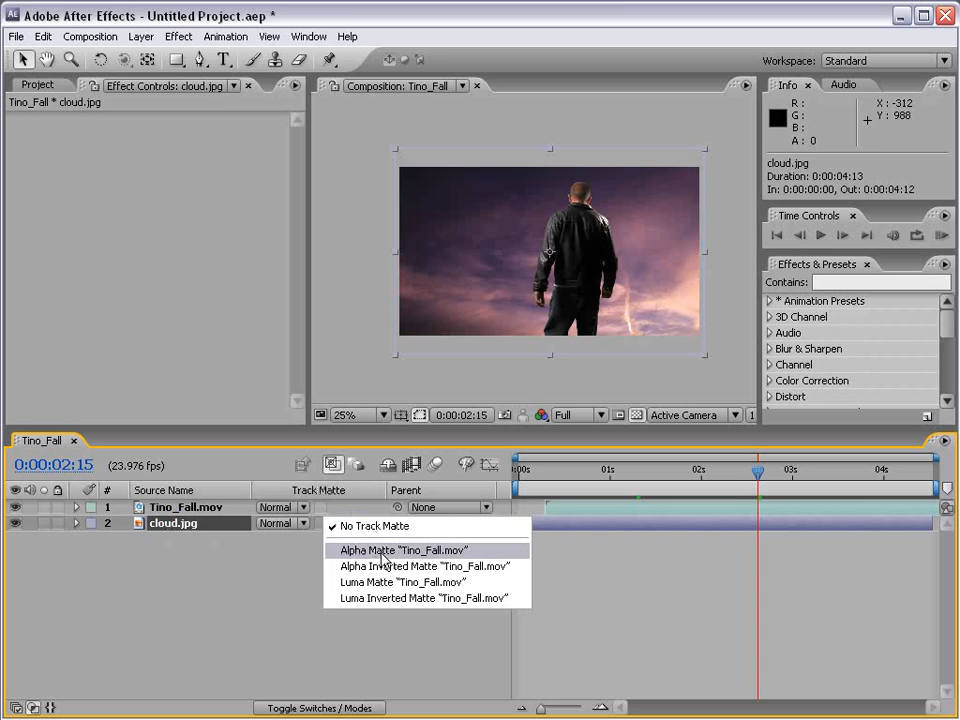 AE Adobe After Effects - Untitled Project.aep *
File Edit Composition Layer Effect Animation View Window Help
T Workspace: Standard
Project Effect Controls: cloud.jpg × Composition: Tino_Fall × Info × Audio
Tino_Fall * cloud.jpg
R : X : -312
G : Y : 988
B :
A : 0
cloud.jpg
Duration: 0:00:04:13
In: 0:00:00:00, Out: 0:00:04:12
Time Controls ×
Effects & Presets ×
Contains:
* Animation Presets
3D Channel
Audio
Blur & Sharpen
Channel
Color Correction
Distort
25% 0:00:02:15 Full Active Camera 1
Tino_Fall ×
0:00:02:15 (23.976 fps) :00s 01s 02s 03s 04s
# Source Name Track Matte Parent
1 Tino_Fall.mov Normal None
2 cloud.jpg Normal
No Track Matte
Alpha Matte "Tino_Fall.mov"
Alpha Inverted Matte "Tino_Fall.mov"
Luma Matte "Tino_Fall.mov"
Luma Inverted Matte "Tino_Fall.mov"
Toggle Switches / Modes